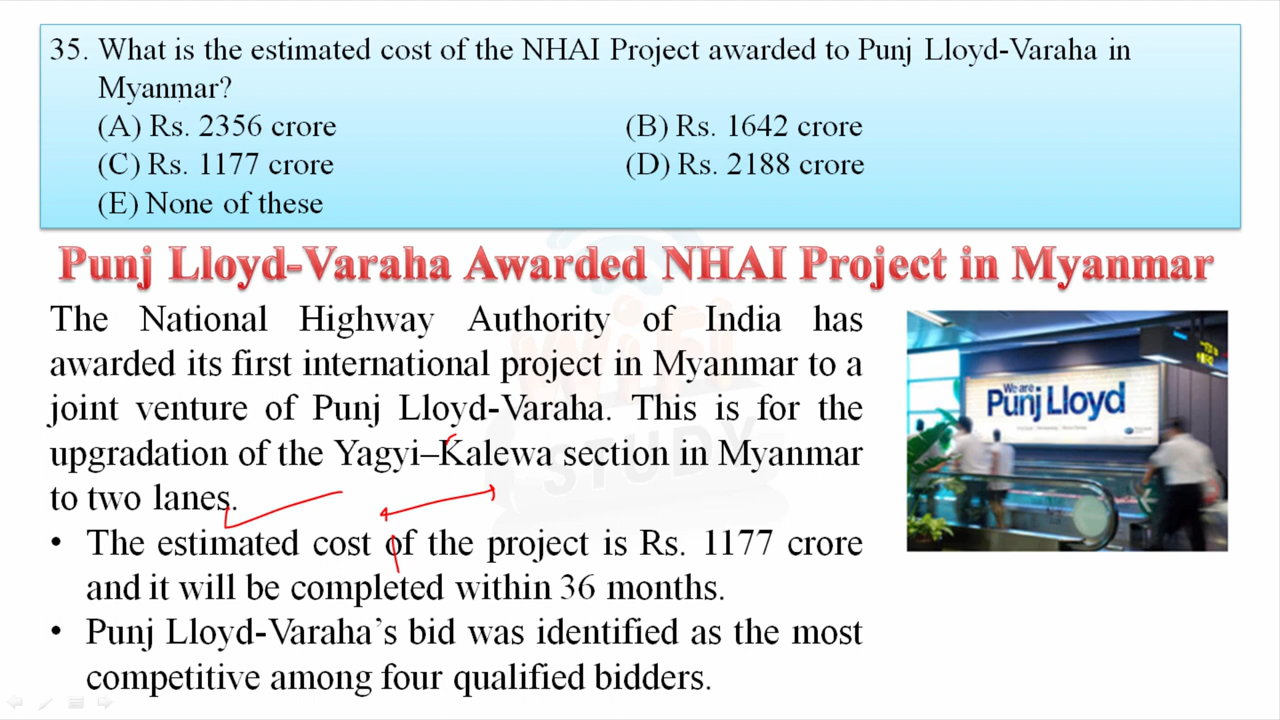 35. What is the estimated cost of the NHAI Project awarded to Punj Lloyd-Varaha in
Myanmar?
(A) Rs. 2356 crore (B) Rs. 1642 crore
(C) Rs. 1177 crore (D) Rs. 2188 crore
(E) None of these
Punj Lloyd-Varaha Awarded NHAI Project in Myanmar
The National Highway Authority of India has
awarded its first international project in Myanmar to a
joint venture of Punj Lloyd-Varaha. This is for the
upgradation of the Yagyi–Kalewa section in Myanmar
to two lanes.
• The estimated cost of the project is Rs. 1177 crore
and it will be completed within 36 months.
• Punj Lloyd-Varaha’s bid was identified as the most
competitive among four qualified bidders.
We are
Punj Lloyd
WiFi
STUDY